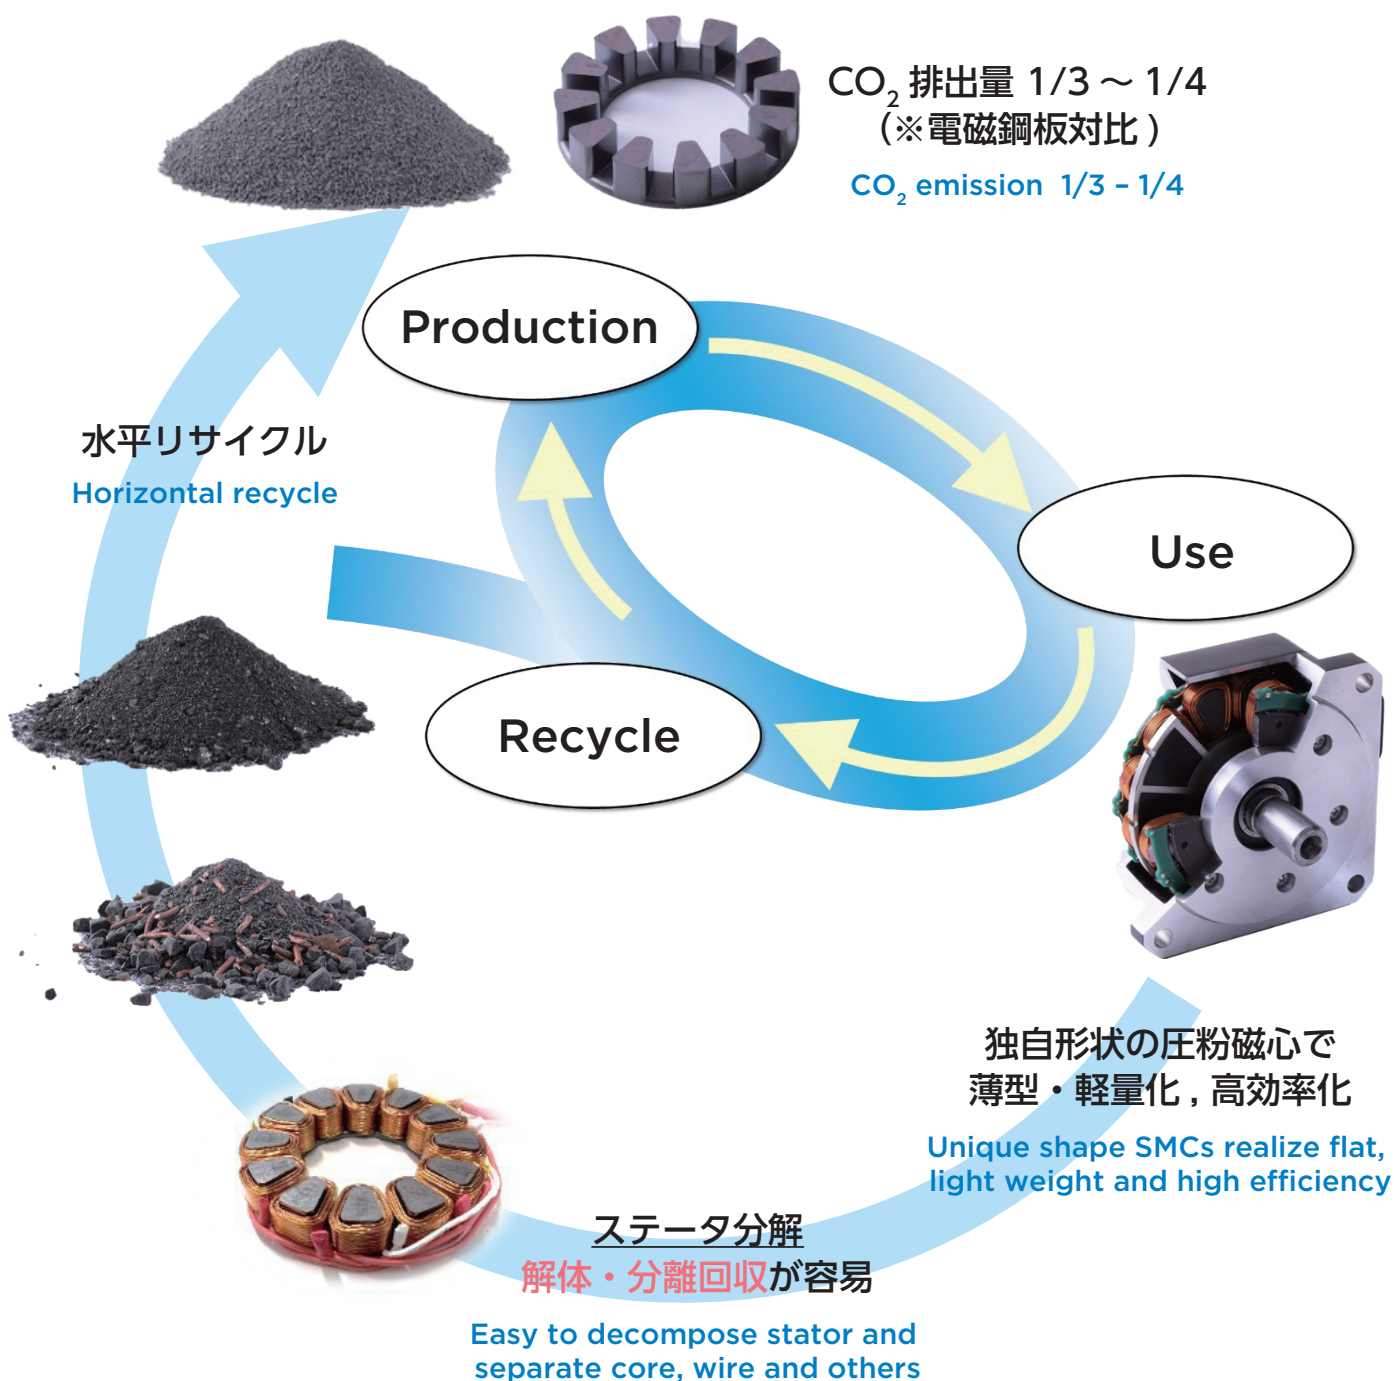 CO₂ 排出量 1/3 ～ 1/4
(※電磁鋼板対比)
CO₂ emission 1/3 – 1/4
Production
水平リサイクル
Horizontal recycle
Use
Recycle
独自形状の圧粉磁心で
薄型・軽量化 , 高効率化
Unique shape SMCs realize flat,
light weight and high efficiency
ステータ分解
解体・分離回収が容易
Easy to decompose stator and
separate core, wire and others